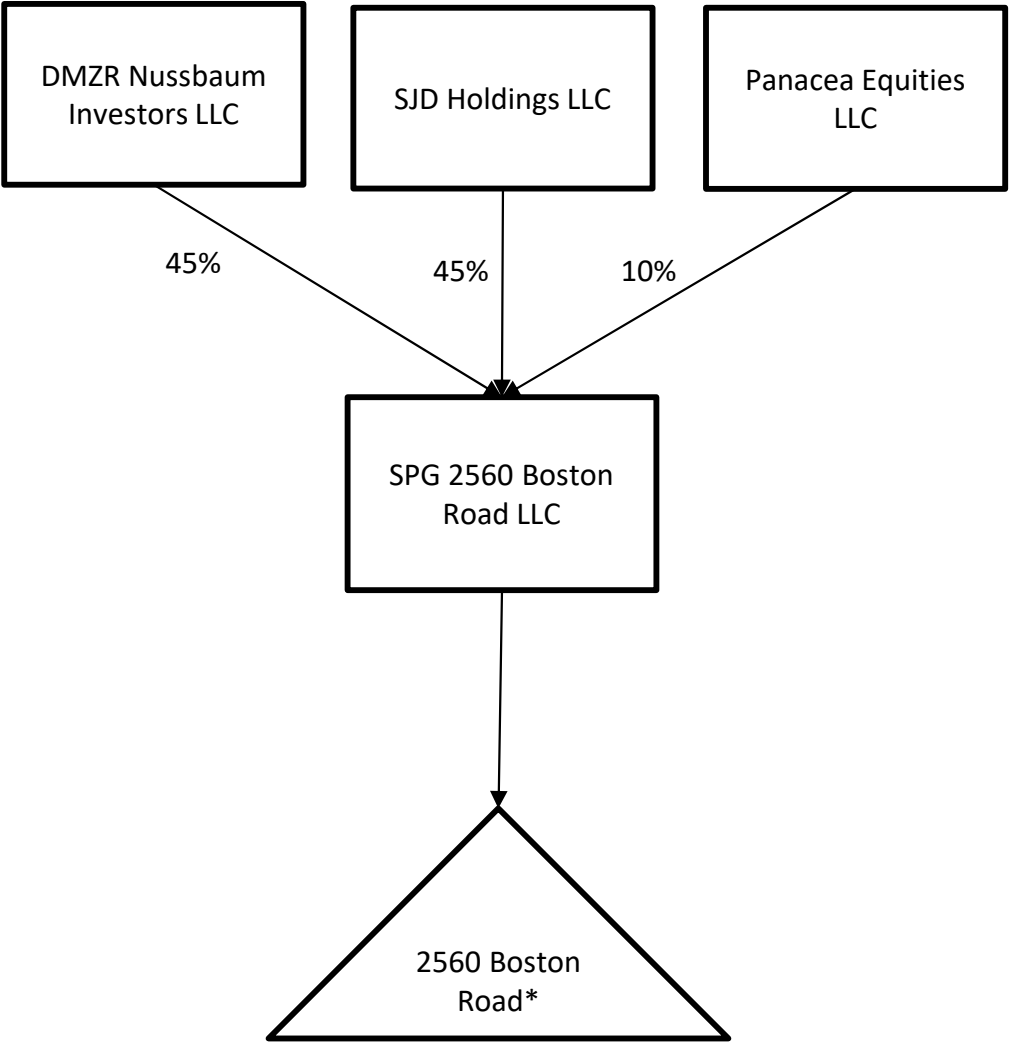 DMZR Nussbaum
Investors LLC
SJD Holdings LLC
Panacea Equities
LLC
45%
45%
10%
SPG 2560 Boston
Road LLC
2560 Boston
Road*